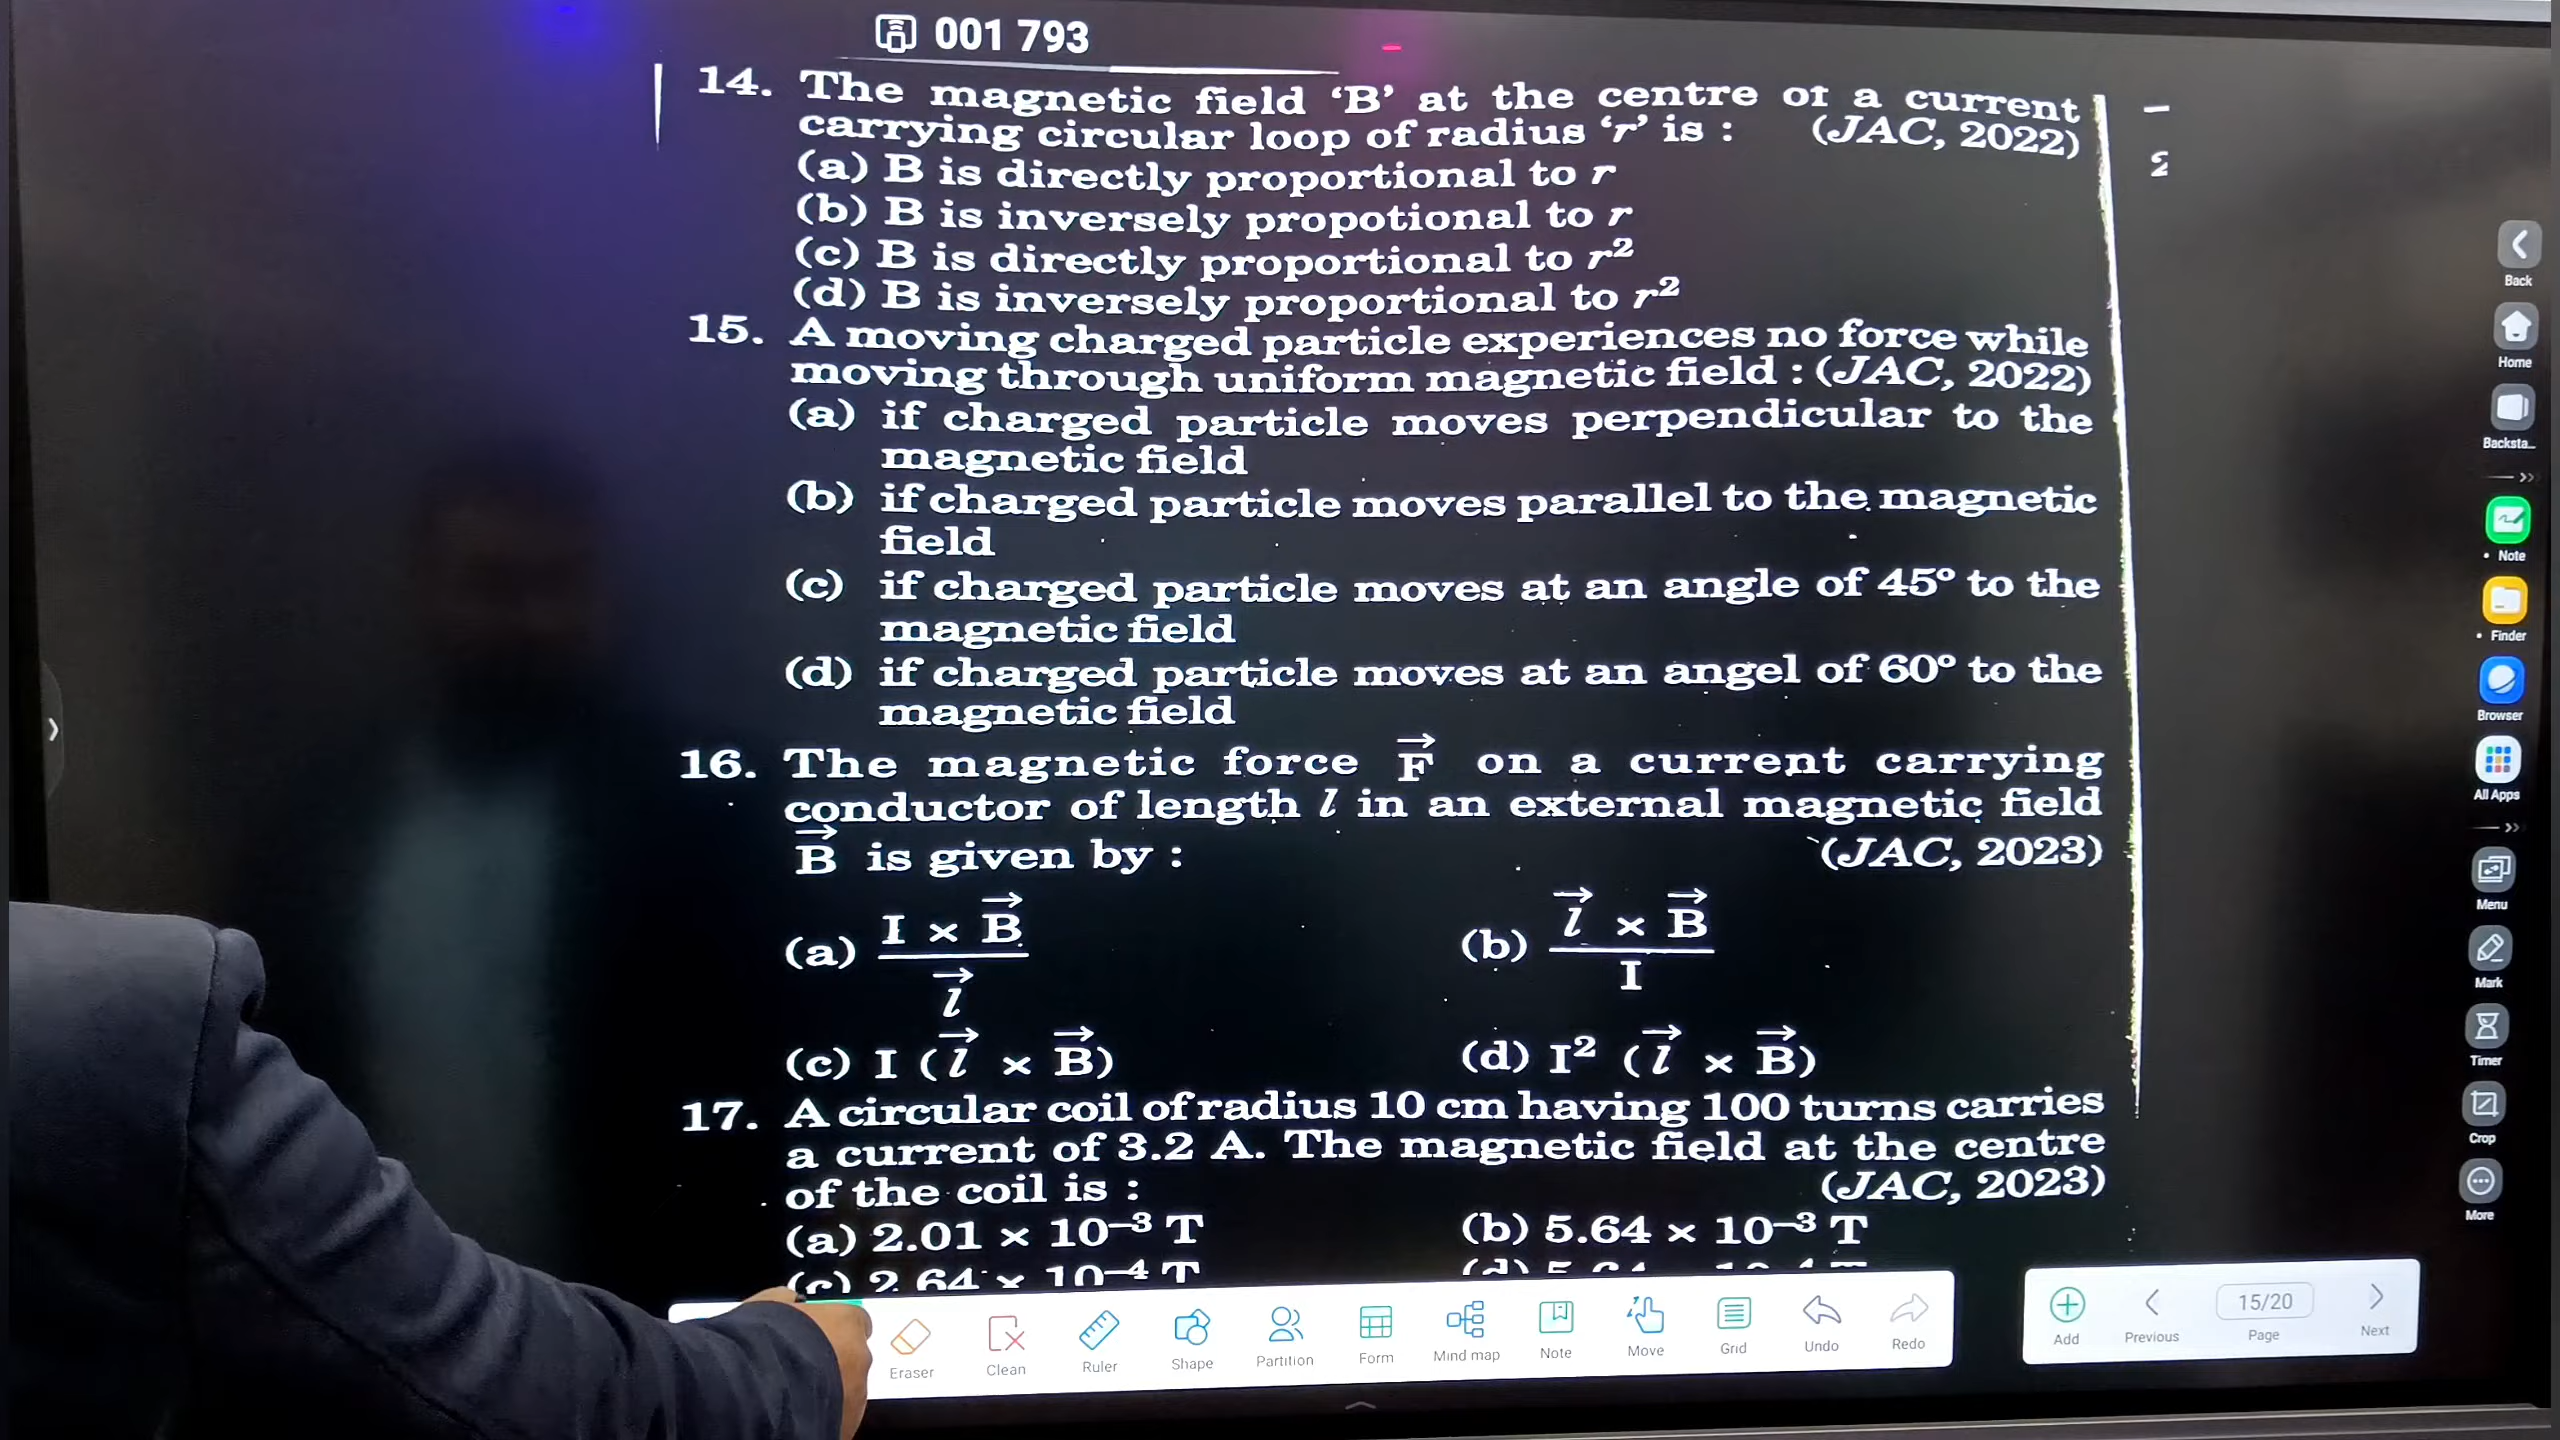 001 793
14. The magnetic field ‘B’ at the centre of a current
carrying circular loop of radius ‘r’ is : (JAC, 2022)
(a) B is directly proportional to r
(b) B is inversely propotional to r
(c) B is directly proportional to r²
(d) B is inversely proportional to r²
15. A moving charged particle experiences no force while
moving through uniform magnetic field : (JAC, 2022)
(a) if charged particle moves perpendicular to the
magnetic field
(b) if charged particle moves parallel to the magnetic
field
(c) if charged particle moves at an angle of 45° to the
magnetic field
(d) if charged particle moves at an angel of 60° to the
magnetic field
16. The magnetic force F⃗ on a current carrying
conductor of length l in an external magnetic field
B⃗ is given by : (JAC, 2023)
(a) (I × B⃗) / l⃗ (b) (l⃗ × B⃗) / I
(c) I (l⃗ × B⃗) (d) I² (l⃗ × B⃗)
17. A circular coil of radius 10 cm having 100 turns carries
a current of 3.2 A. The magnetic field at the centre
of the coil is : (JAC, 2023)
(a) 2.01 × 10⁻³ T (b) 5.64 × 10⁻³ T
(c) 2.64 × 10⁻⁴ T
Eraser Clean Ruler Shape Partition Form Mind map Note Move Grid Undo Redo
Add Previous 15/20 Page Next
Back
Home
Backsta...
Note
Finder
Browser
All Apps
Menu
Mark
Timer
Crop
More